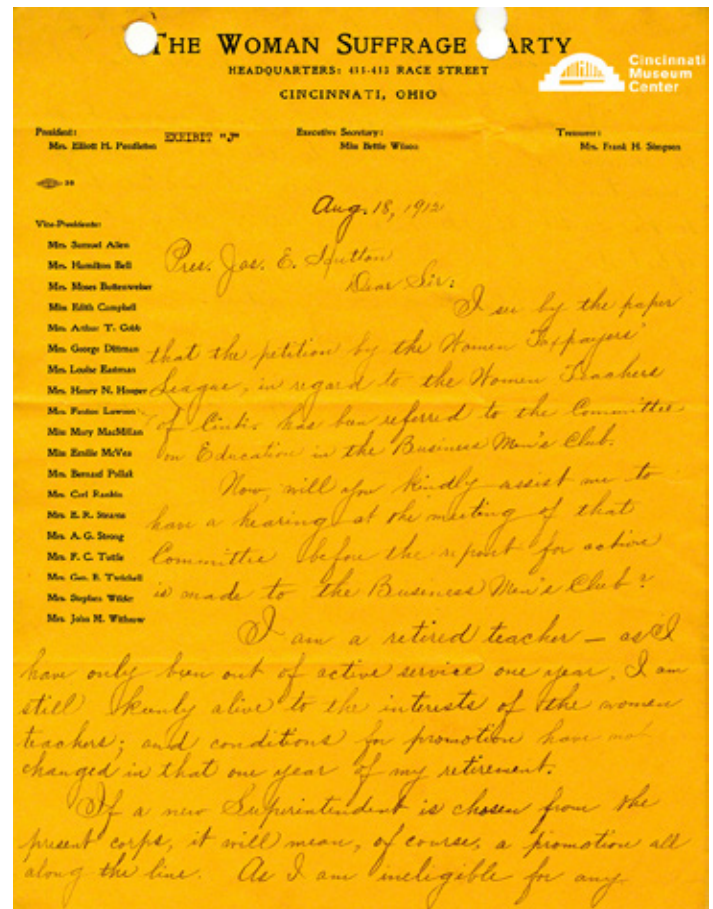 THE WOMAN SUFFRAGE PARTY
HEADQUARTERS: 411-413 RACE STREET
CINCINNATI, OHIO
Cincinnati
Museum
Center
President:
Mrs. Elliott H. Pendleton
EXHIBIT "J"
Executive Secretary:
Miss Bettie Wilson
Treasurer:
Mrs. Frank H. Simpson
38
Aug. 18, 1912
Vice-Presidents:
Mrs. Samuel Allen
Mrs. Hamilton Bell
Mrs. Moses Buttenweiser
Miss Edith Campbell
Mrs. Arthur T. Cobb
Mrs. George Dittman
Mrs. Louise Eastman
Mrs. Henry N. Hooper
Mrs. Fenton Lawson
Miss Mary MacMillan
Miss Emilie McVea
Mrs. Bernard Pollak
Mrs. Carl Rankin
Mrs. E. R. Stearns
Mrs. A. G. Strong
Mrs. F. C. Tuttle
Mrs. Geo. E. Twitchell
Mrs. Stephen Wilder
Mrs. John M. Withrow
Pres. Jas. E.
Dear Sir:
I see by the paper
that the petition by the Women Taxpayers'
League, in regard to the Women Teachers
of Cinti. has been referred to the Committee
on Education in the Business Men's Club.
Now, will you kindly assist me to
have a hearing at the meeting of that
Committee before the report for action
is made to the Business Men's Club?
I am a retired teacher — as I
have only been out of active service one year, I am
still keenly alive to the interests of the women
teachers; and conditions for promotion have not
changed in that one year of my retirement.
If a new Superintendent is chosen from the
present corps, it will mean, of course, a promotion all
along the line. As I am ineligible for any